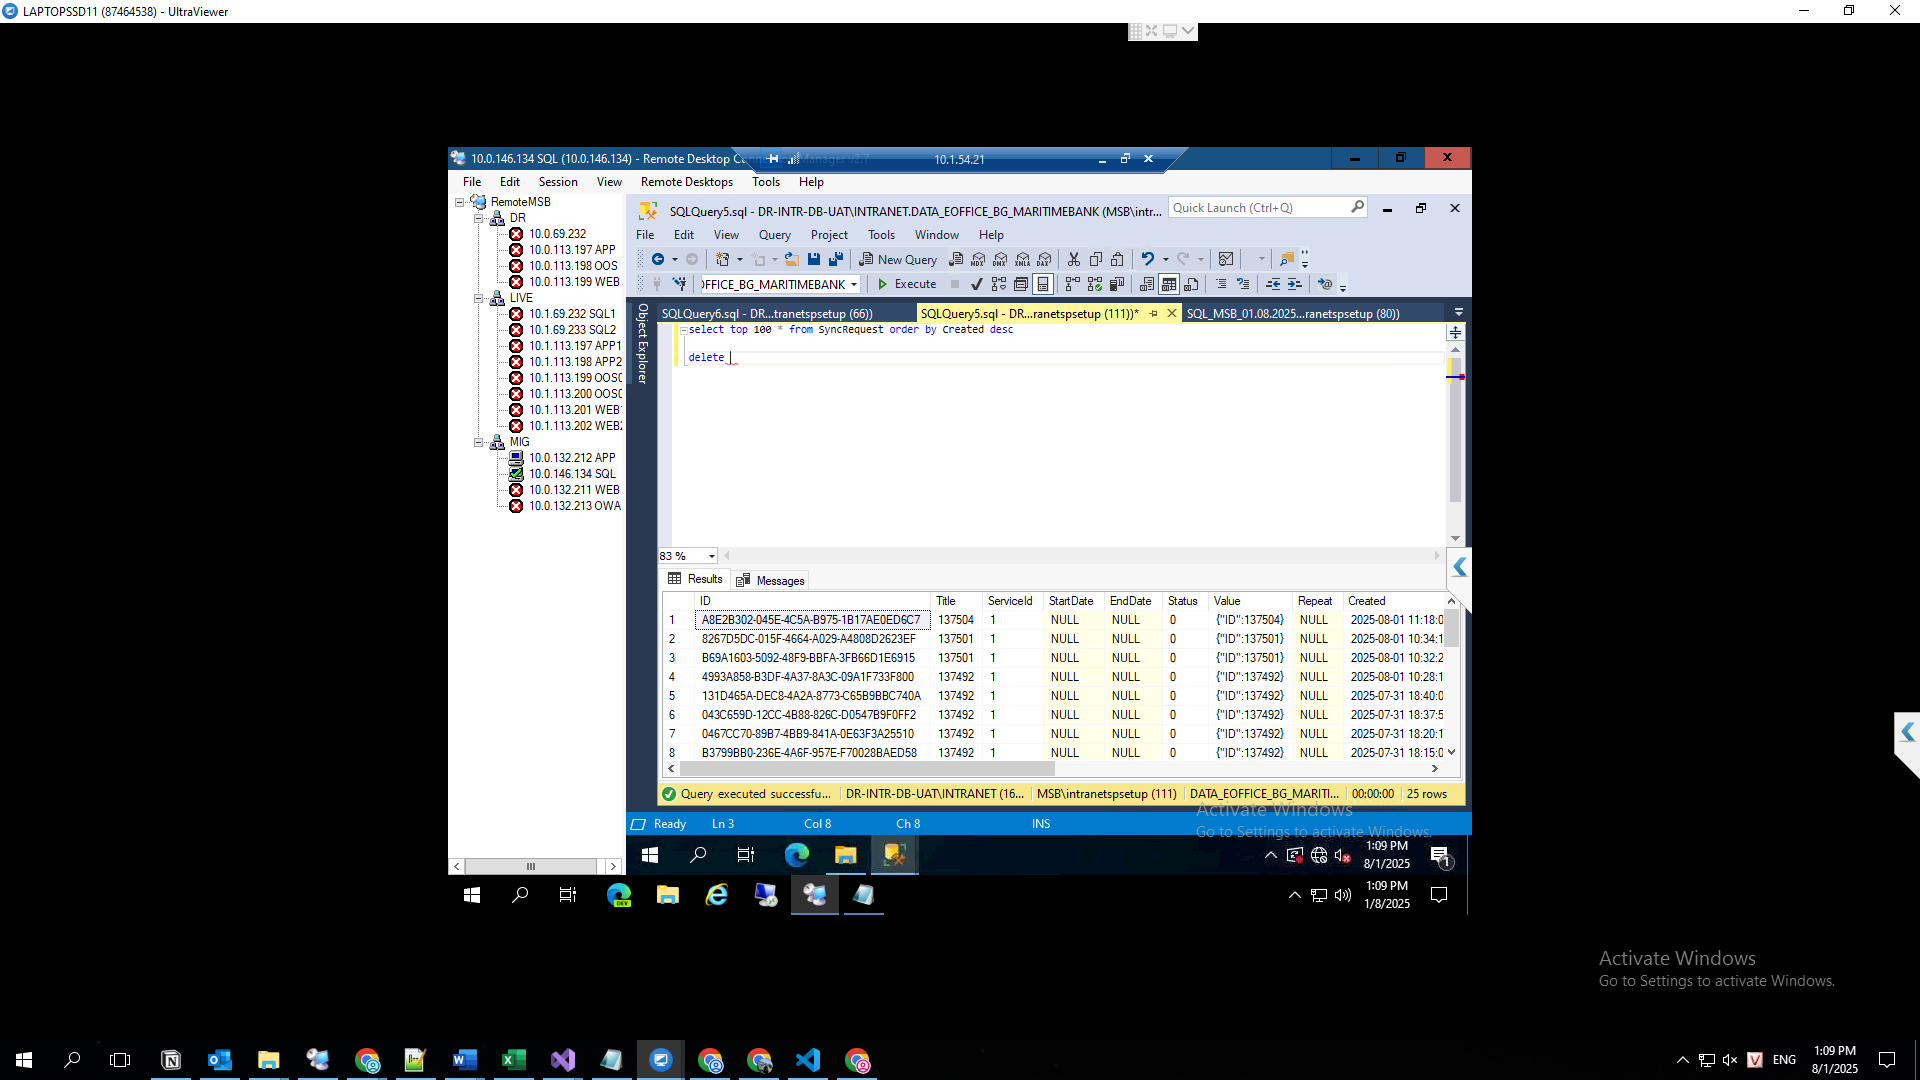 LAPTOPSSD11 (87464538) - UltraViewer
10.0.146.134 SQL (10.0.146.134) - Remote Desktop Co
10.1.54.21
File Edit Session View Remote Desktops Tools Help
RemoteMSB
DR
10.0.69.232
10.0.113.197 APP
10.0.113.198 OOS
10.0.113.199 WEB
LIVE
10.1.69.232 SQL1
10.1.69.233 SQL2
10.1.113.197 APP1
10.1.113.198 APP2
10.1.113.199 OOS
10.1.113.200 OOS
10.1.113.201 WEB
10.1.113.202 WEB
MIG
10.0.132.212 APP
10.0.146.134 SQL
10.0.132.211 WEB
10.0.132.213 OWA
SQLQuery5.sql - DR-INTR-DB-UAT\INTRANET.DATA_EOFFICE_BG_MARITIMEBANK (MSB\intr...
Quick Launch (Ctrl+Q)
File Edit View Query Project Tools Window Help
New Query
MDX DMX XMLA DAX
OFFICE_BG_MARITIMEBANK
Execute
Object Explorer
SQLQuery6.sql - DR...tranetspsetup (66))
SQLQuery5.sql - DR...ranetspsetup (111))*
SQL_MSB_01.08.2025...ranetspsetup (80))
select top 100 * from SyncRequest order by Created desc
delete
83 %
Results Messages
ID Title ServiceId StartDate EndDate Status Value Repeat Created
1 A8E2B302-045E-4C5A-B975-1B17AE0ED6C7 137504 1 NULL NULL 0 {"ID":137504} NULL 2025-08-01 11:18:0
2 8267D5DC-015F-4664-A029-A4808D2623EF 137501 1 NULL NULL 0 {"ID":137501} NULL 2025-08-01 10:34:1
3 B69A1603-5092-48F9-BBFA-3FB66D1E6915 137501 1 NULL NULL 0 {"ID":137501} NULL 2025-08-01 10:32:2
4 4993A858-B3DF-4A37-8A3C-09A1F733F800 137492 1 NULL NULL 0 {"ID":137492} NULL 2025-08-01 10:28:1
5 131D465A-DEC8-4A2A-8773-C65B9BBC740A 137492 1 NULL NULL 0 {"ID":137492} NULL 2025-07-31 18:40:0
6 043C659D-12CC-4B88-826C-D0547B9F0FF2 137492 1 NULL NULL 0 {"ID":137492} NULL 2025-07-31 18:37:5
7 0467CC70-89B7-4BB9-841A-0E63F3A25510 137492 1 NULL NULL 0 {"ID":137492} NULL 2025-07-31 18:20:1
8 B3799BB0-236E-4A6F-957E-F70028BAED58 137492 1 NULL NULL 0 {"ID":137492} NULL 2025-07-31 18:15:0
Query executed successfu... DR-INTR-DB-UAT\INTRANET (16... MSB\intranetspsetup (111) DATA_EOFFICE_BG_MARITI... 00:00:00 25 rows
Activate Windows
Go to Settings to activate Windows.
Ready Ln 3 Col 8 Ch 8 INS
1:09 PM
8/1/2025
1
DEV
1:09 PM
1/8/2025
Activate Windows
Go to Settings to activate Windows.
V
ENG
1:09 PM
8/1/2025